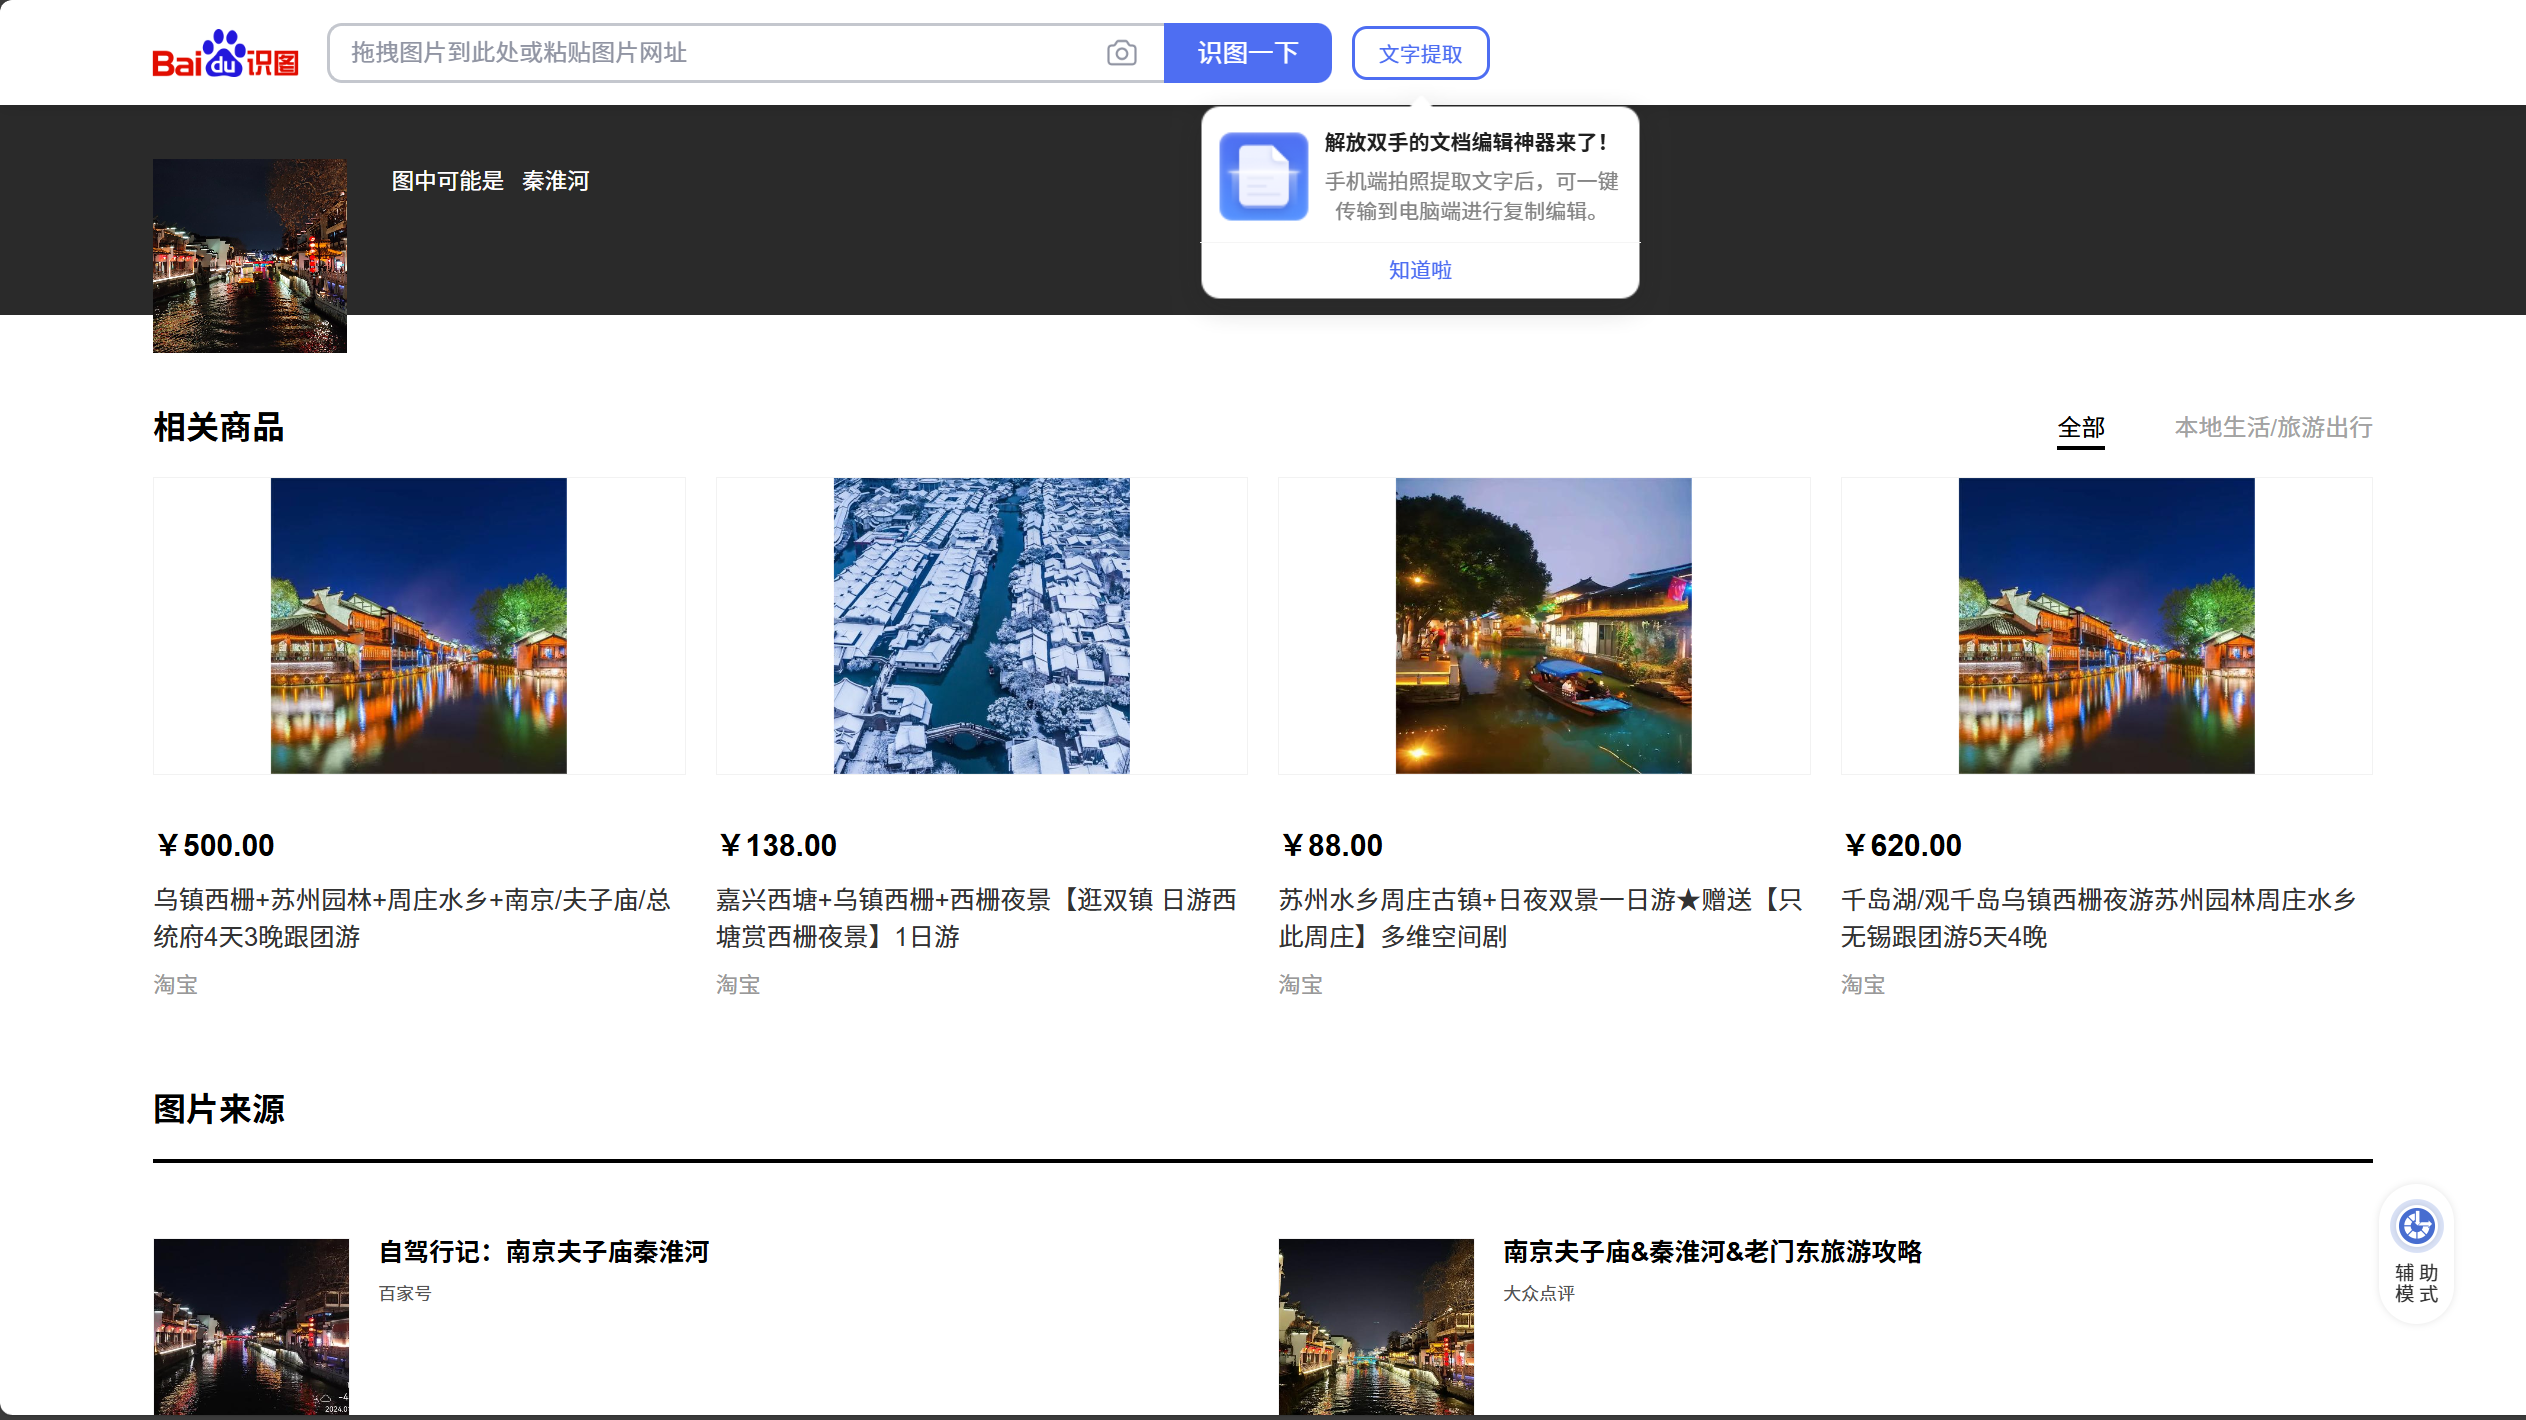 Bai du 识图
拖拽图片到此处或粘贴图片网址
识图一下
文字提取
解放双手的文档编辑神器来了！
手机端拍照提取文字后，可一键
传输到电脑端进行复制编辑。
知道啦
图中可能是 秦淮河
相关商品
全部
本地生活/旅游出行
￥500.00
乌镇西栅+苏州园林+周庄水乡+南京/夫子庙/总
统府4天3晚跟团游
淘宝
￥138.00
嘉兴西塘+乌镇西栅+西栅夜景【逛双镇 日游西
塘赏西栅夜景】1日游
淘宝
￥88.00
苏州水乡周庄古镇+日夜双景一日游★赠送【只
此周庄】多维空间剧
淘宝
￥620.00
千岛湖/观千岛乌镇西栅夜游苏州园林周庄水乡
无锡跟团游5天4晚
淘宝
图片来源
自驾行记：南京夫子庙秦淮河
百家号
-4
2024.0
南京夫子庙&秦淮河&老门东旅游攻略
大众点评
辅助
模式